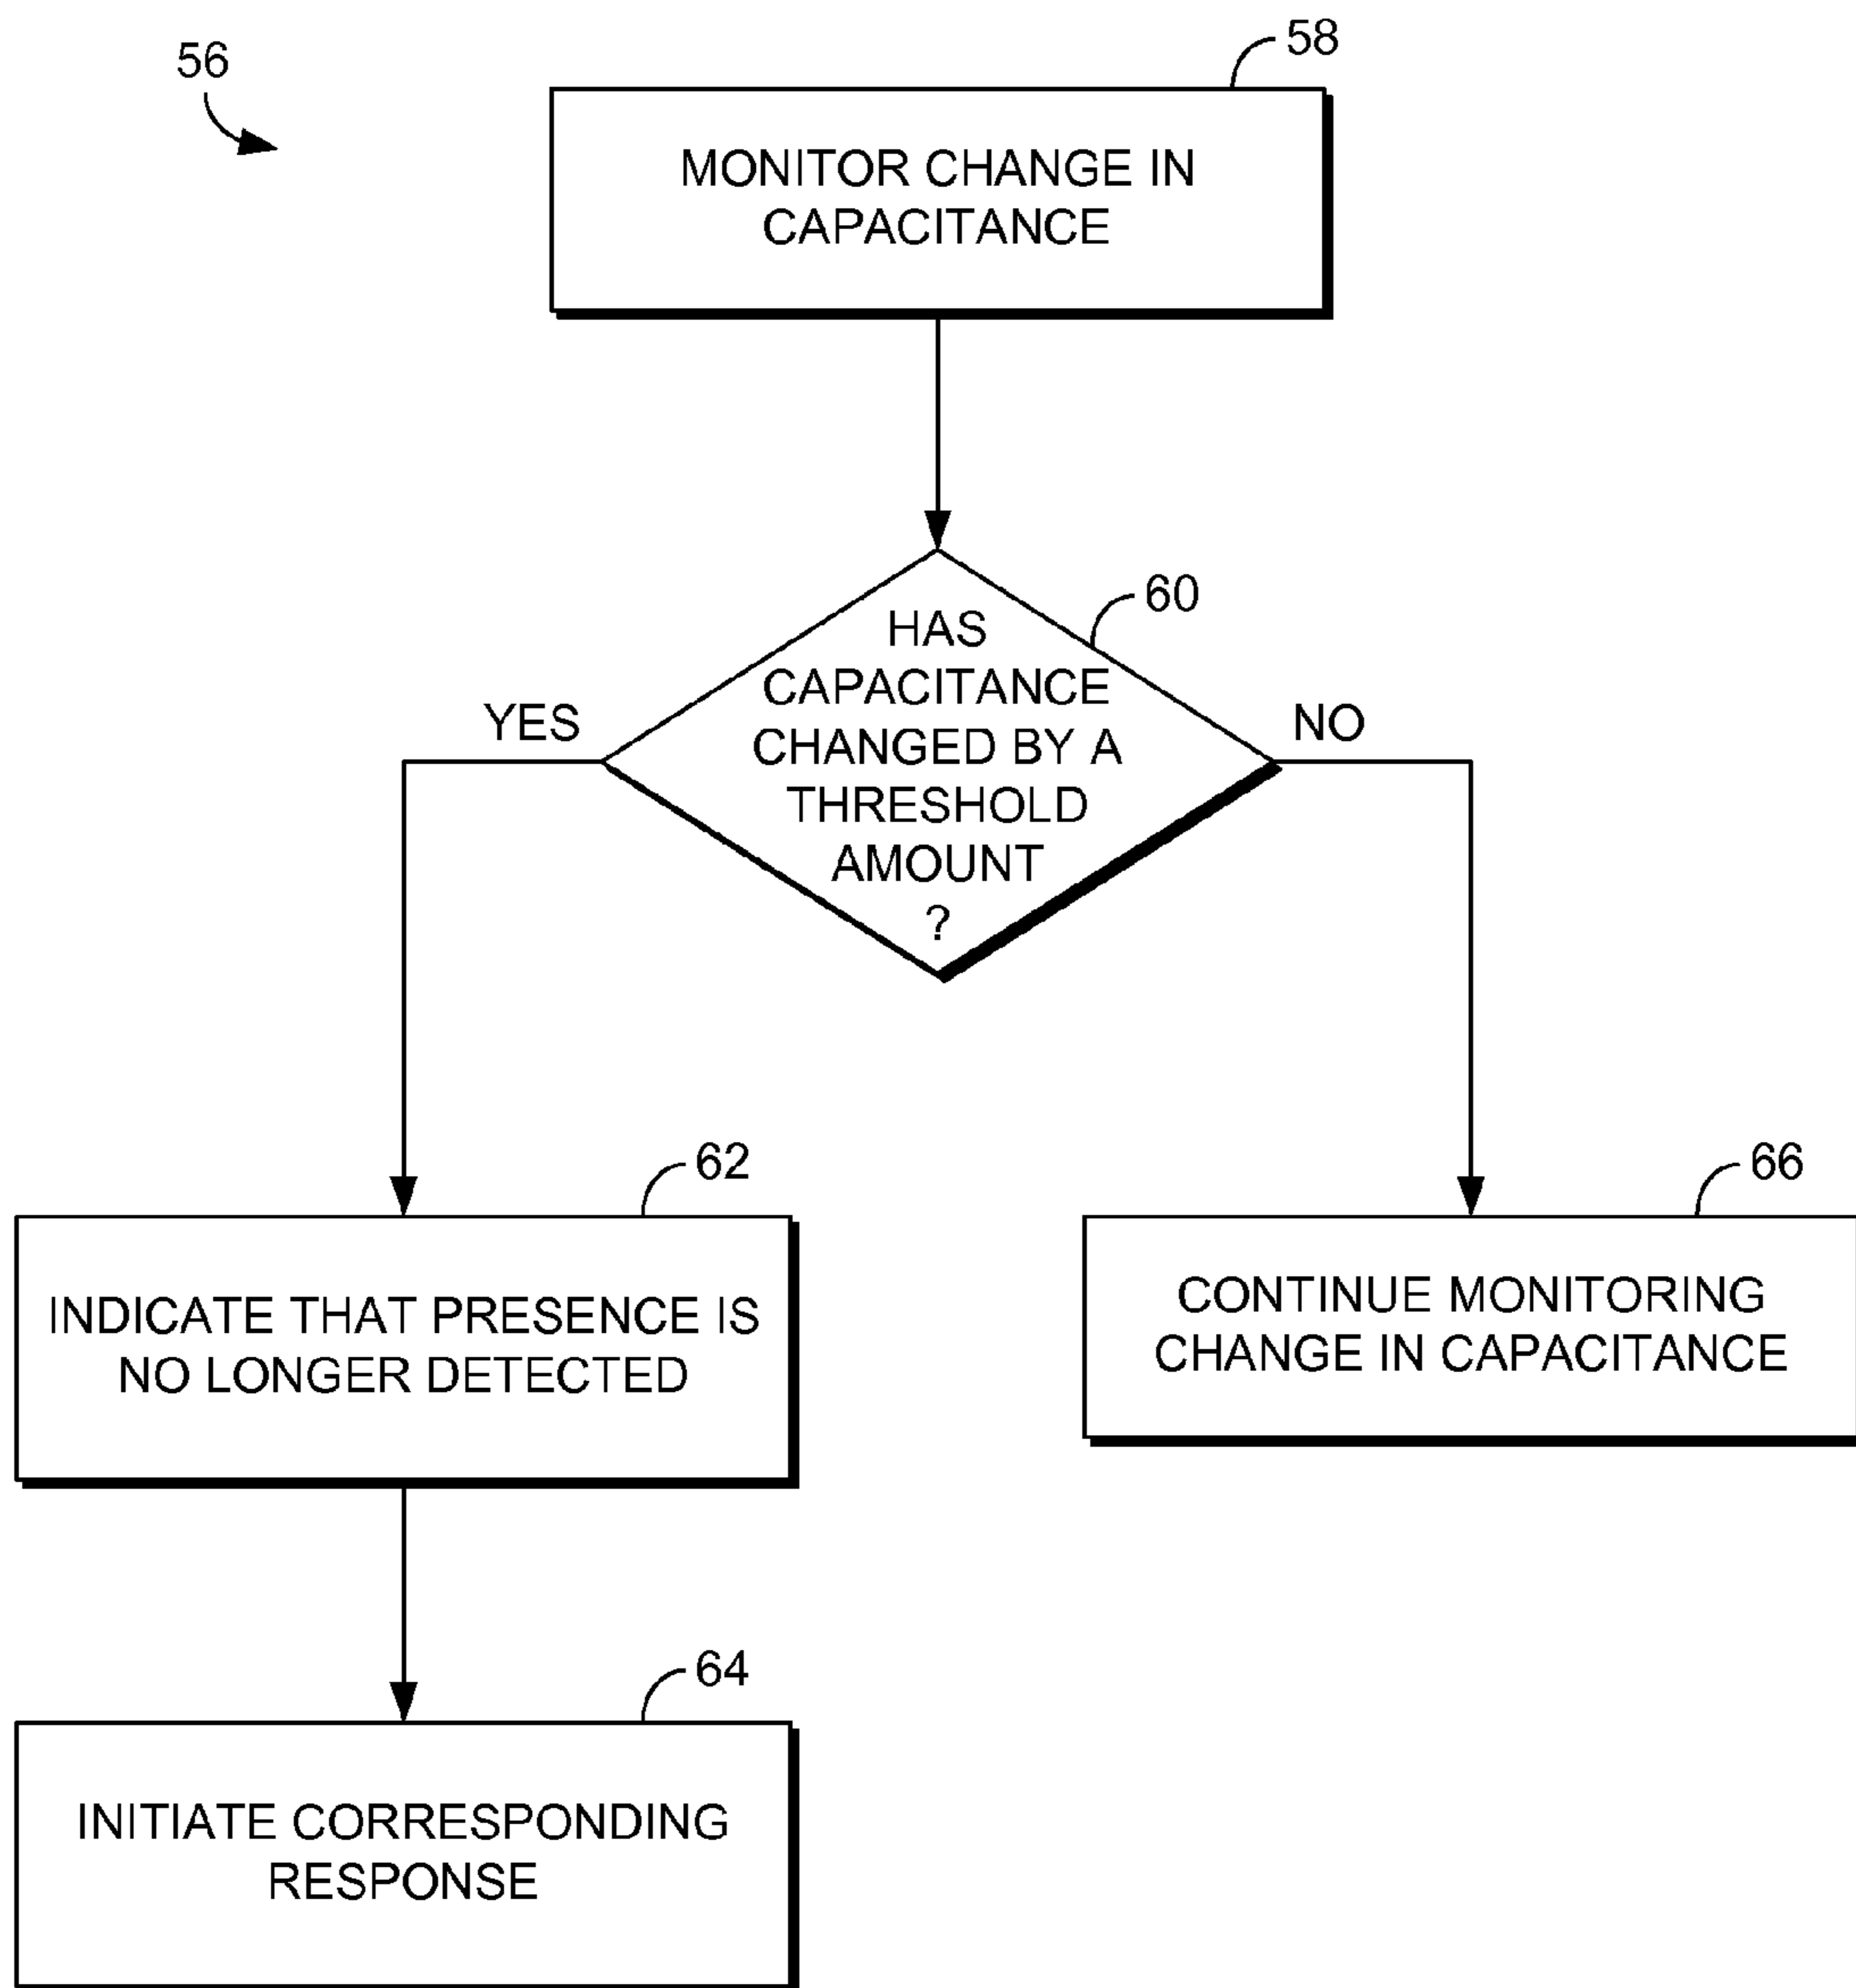 56
58
MONITOR CHANGE IN
CAPACITANCE
60
HAS
CAPACITANCE
CHANGED BY A
THRESHOLD
AMOUNT
?
YES
NO
62
INDICATE THAT PRESENCE IS
NO LONGER DETECTED
66
CONTINUE MONITORING
CHANGE IN CAPACITANCE
64
INITIATE CORRESPONDING
RESPONSE